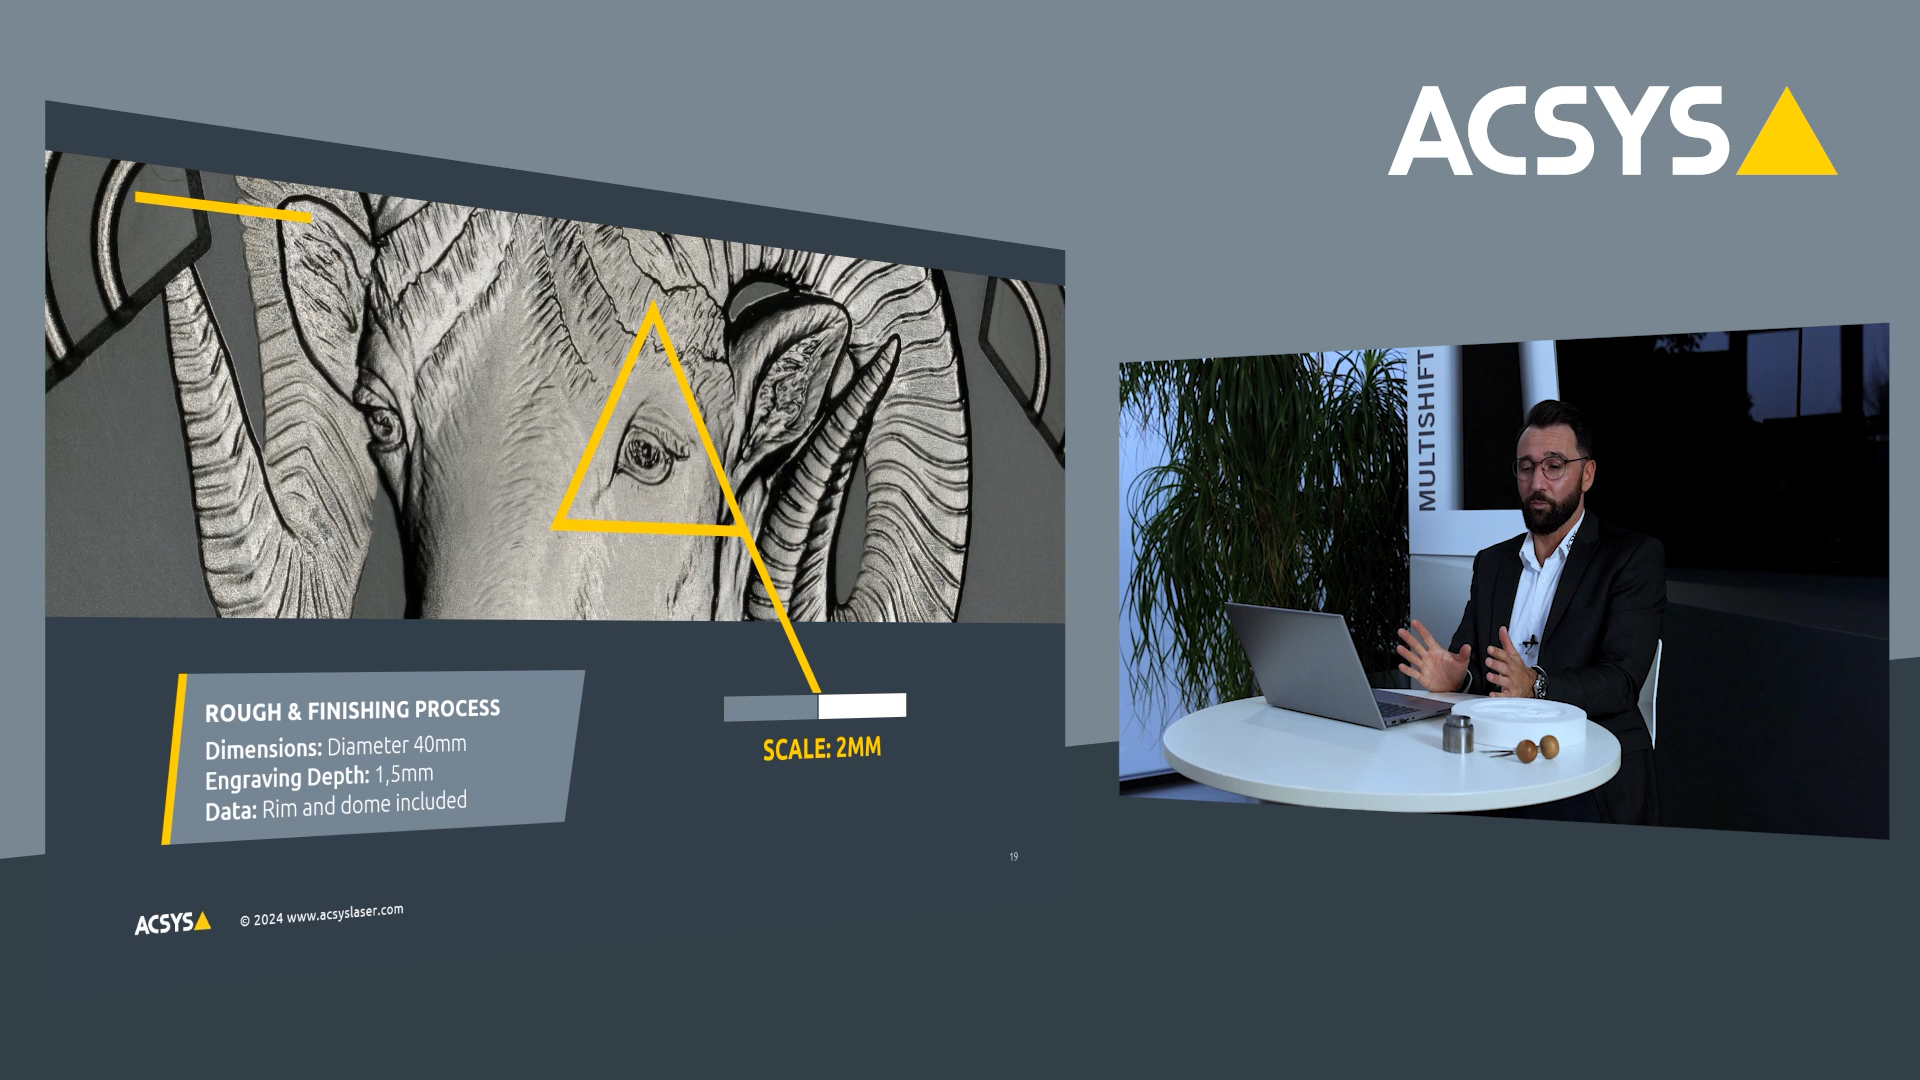 ACSYS
MULTISHIFT
ROUGH & FINISHING PROCESS
Dimensions: Diameter 40mm
Engraving Depth: 1,5mm
Data: Rim and dome included
SCALE: 2MM
19
ACSYS © 2024 www.acsyslaser.com